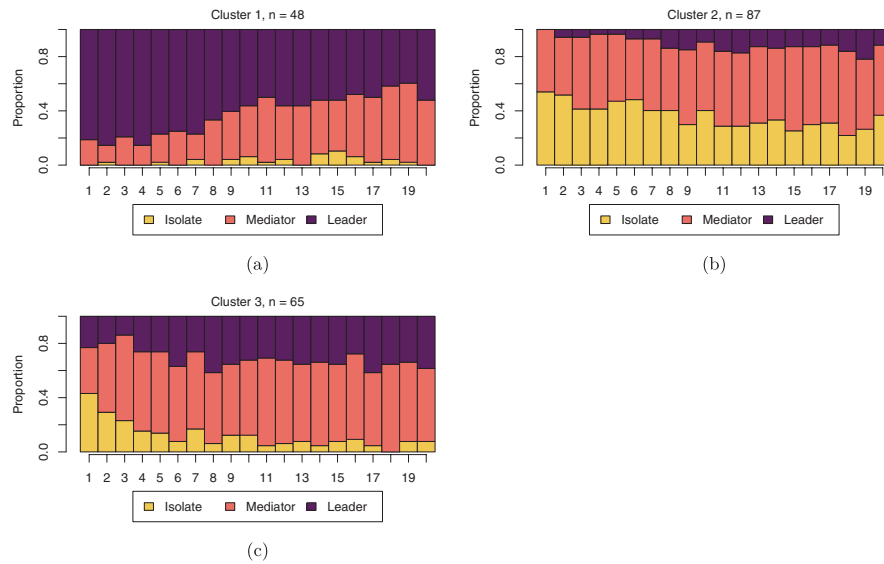 Cluster 1, n = 48
Proportion
0.0 0.4 0.8
1 2 3 4 5 6 7 8 9 11 13 15 17 19
Isolate Mediator Leader
(a)
Cluster 2, n = 87
Proportion
0.0 0.4 0.8
1 2 3 4 5 6 7 8 9 11 13 15 17 19
Isolate Mediator Leader
(b)
Cluster 3, n = 65
Proportion
0.0 0.4 0.8
1 2 3 4 5 6 7 8 9 11 13 15 17 19
Isolate Mediator Leader
(c)